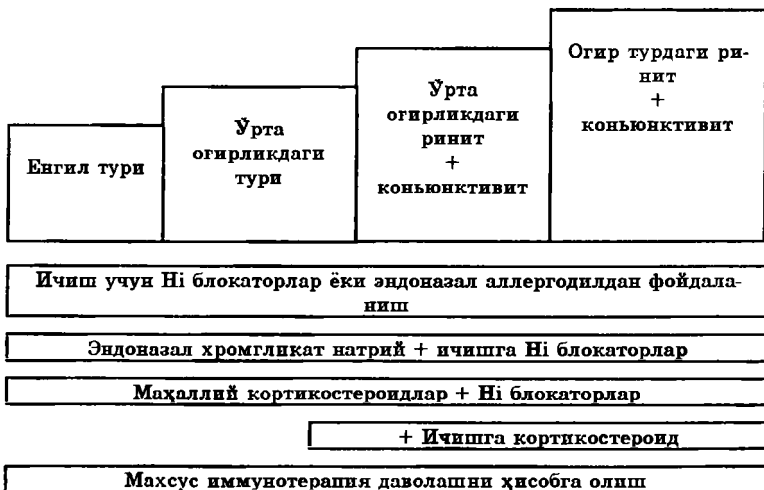 Енгил тури
Ўрта
оғирликдаги
тури
Ўрта
оғирликдаги
ринит
+
коньюнктивит
Огир турдаги ри-
нит
+
коньюнктивит
Ичиш учун Hi блокаторлар ёки эндоназал аллергодилдан фойдала-
ниш
Эндоназал хромгликат натрий + ичишга Hi блокаторлар
Маҳаллий кортикостероидлар + Hi блокаторлар
+ Ичишга кортикостероид
Махсус иммунотерапия даволашни ҳисобга олиш